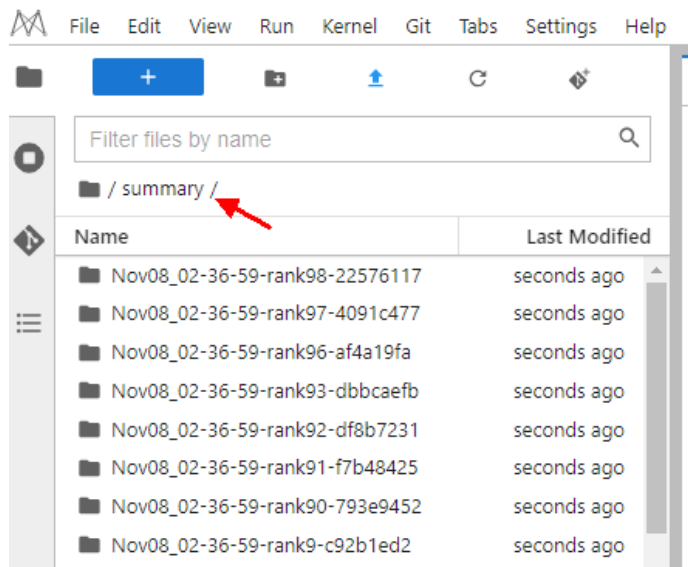 File Edit View Run Kernel Git Tabs Settings Help
+
Filter files by name
/ summary /
Name Last Modified
Nov08_02-36-59-rank98-22576117 seconds ago
Nov08_02-36-59-rank97-4091c477 seconds ago
Nov08_02-36-59-rank96-af4a19fa seconds ago
Nov08_02-36-59-rank93-dbbcaefb seconds ago
Nov08_02-36-59-rank92-df8b7231 seconds ago
Nov08_02-36-59-rank91-f7b48425 seconds ago
Nov08_02-36-59-rank90-793e9452 seconds ago
Nov08_02-36-59-rank9-c92b1ed2 seconds ago